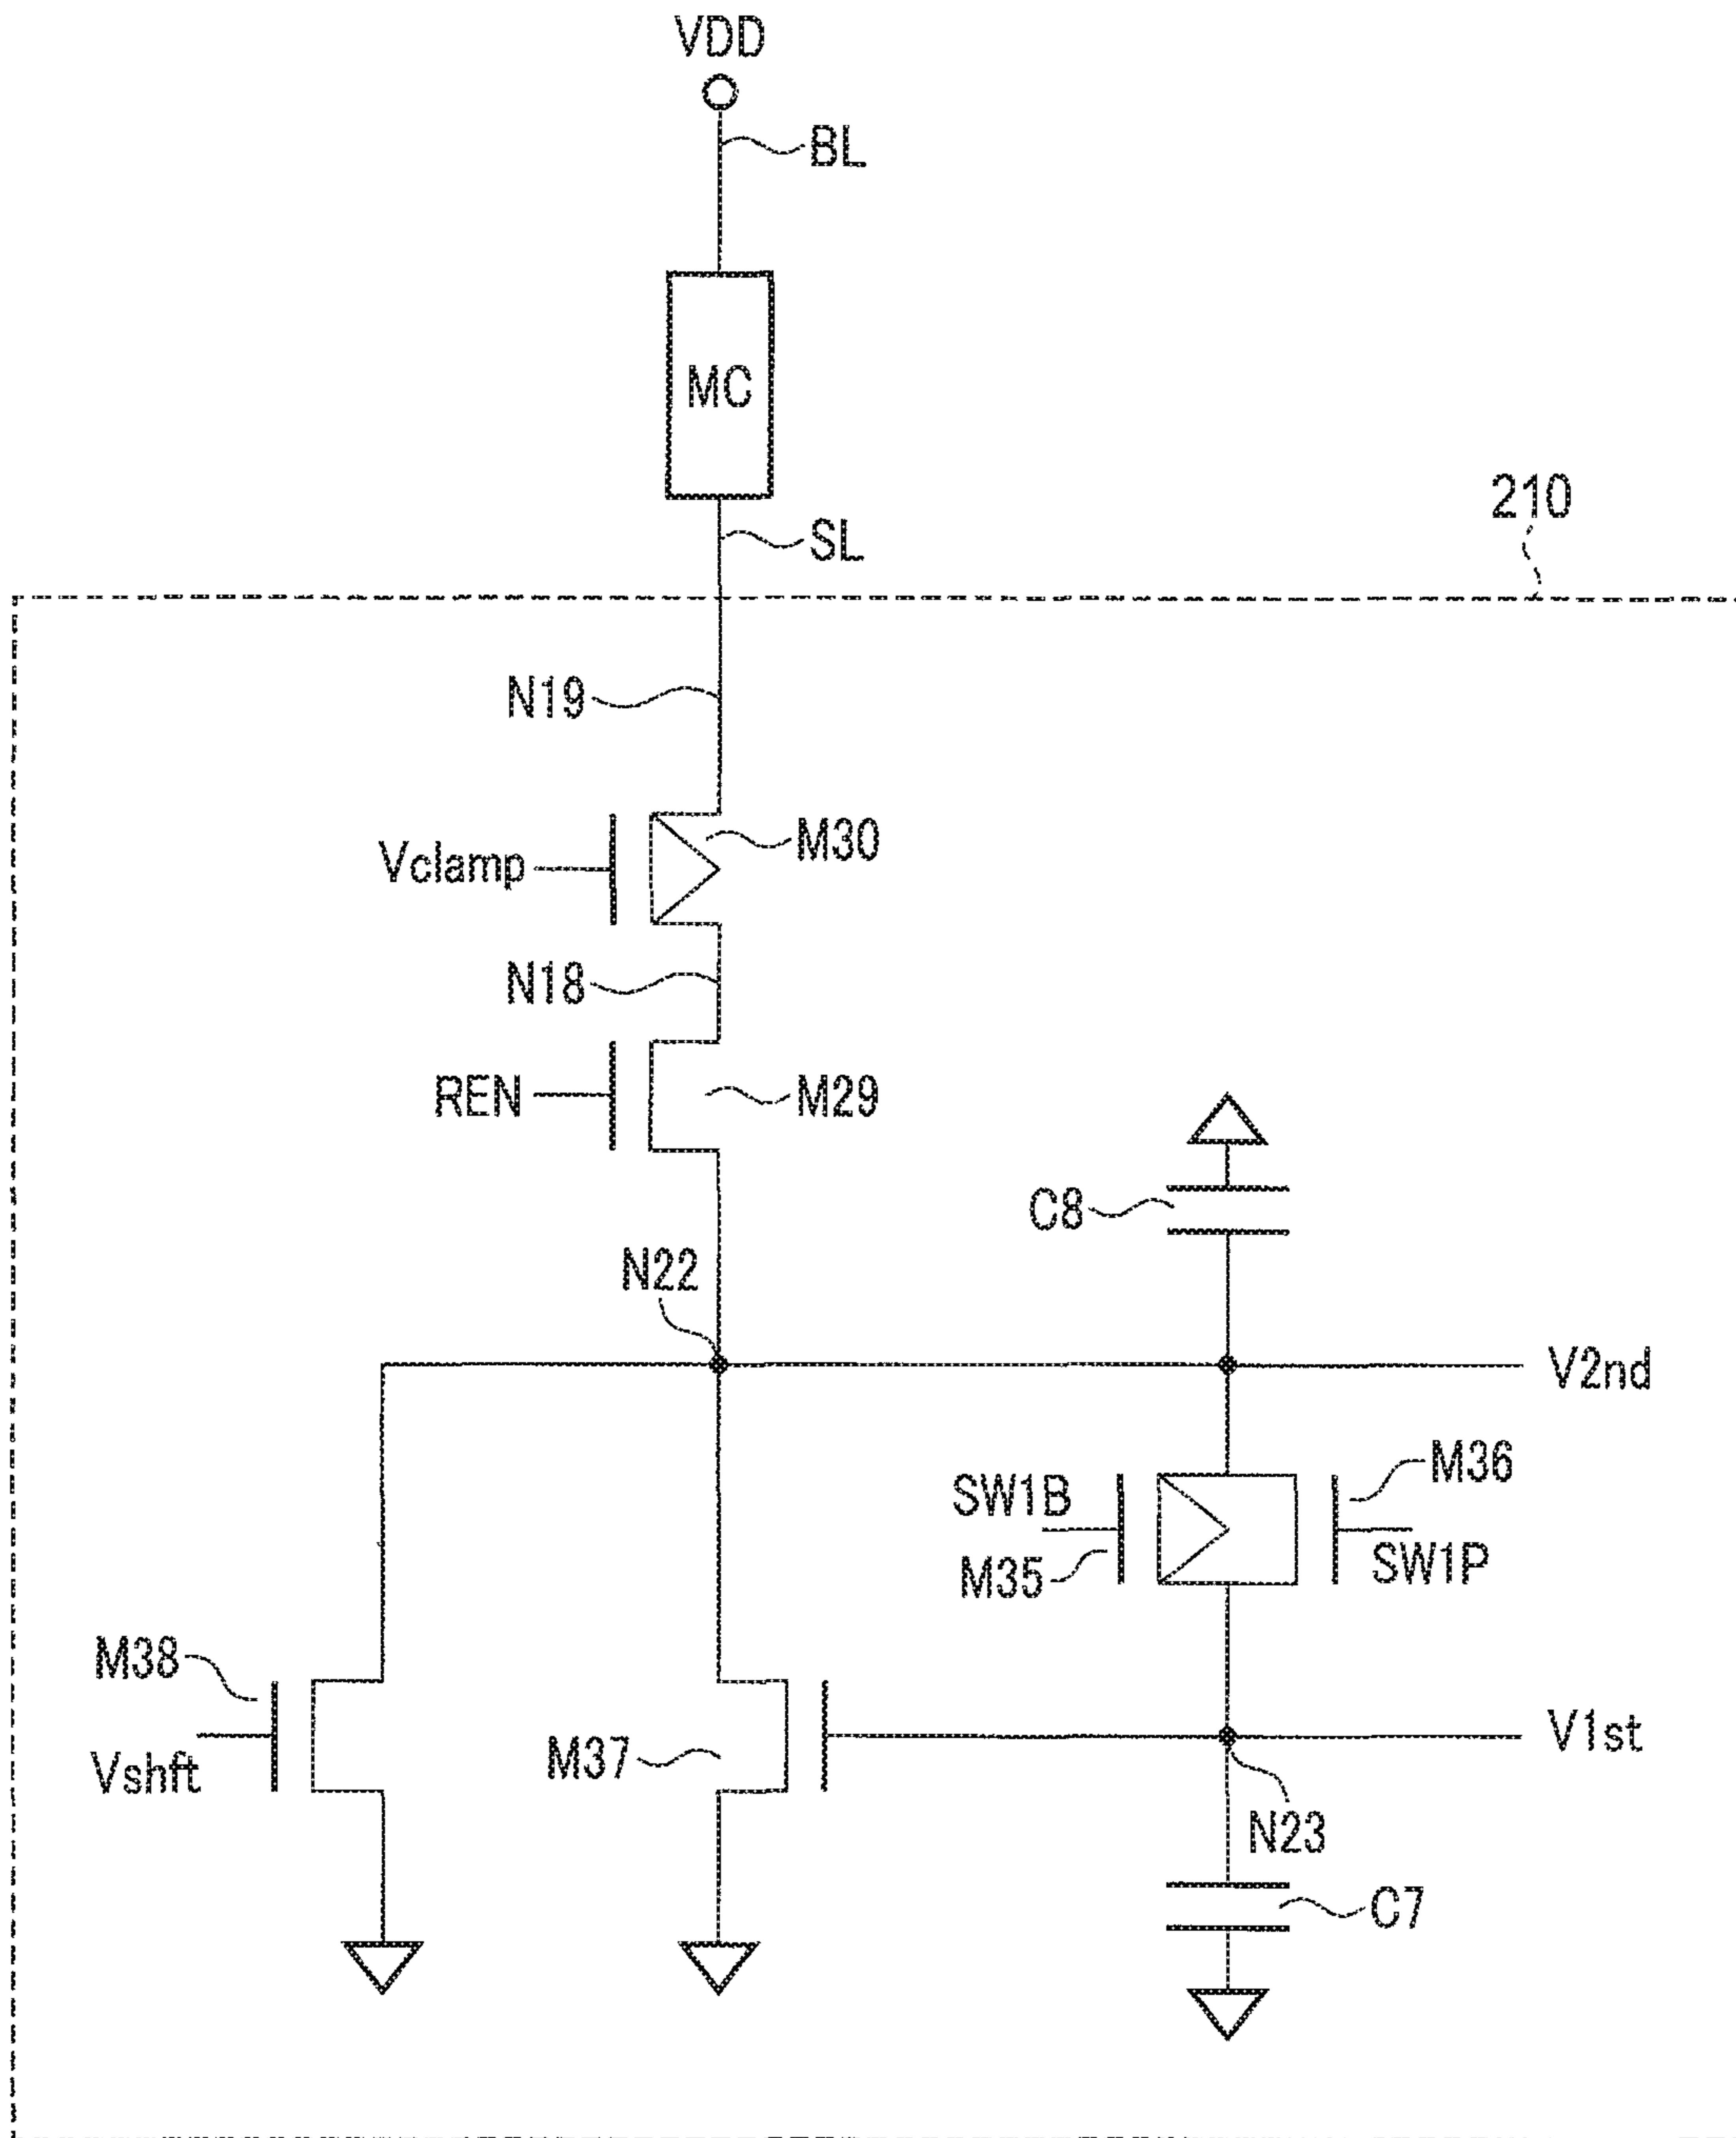 VDD
BL
MC
SL
210
N19
M30
Vclamp
N18
REN
M29
C8
N22
V2nd
M36
SW1B
M35
SW1P
M38
Vshft
M37
V1st
N23
C7